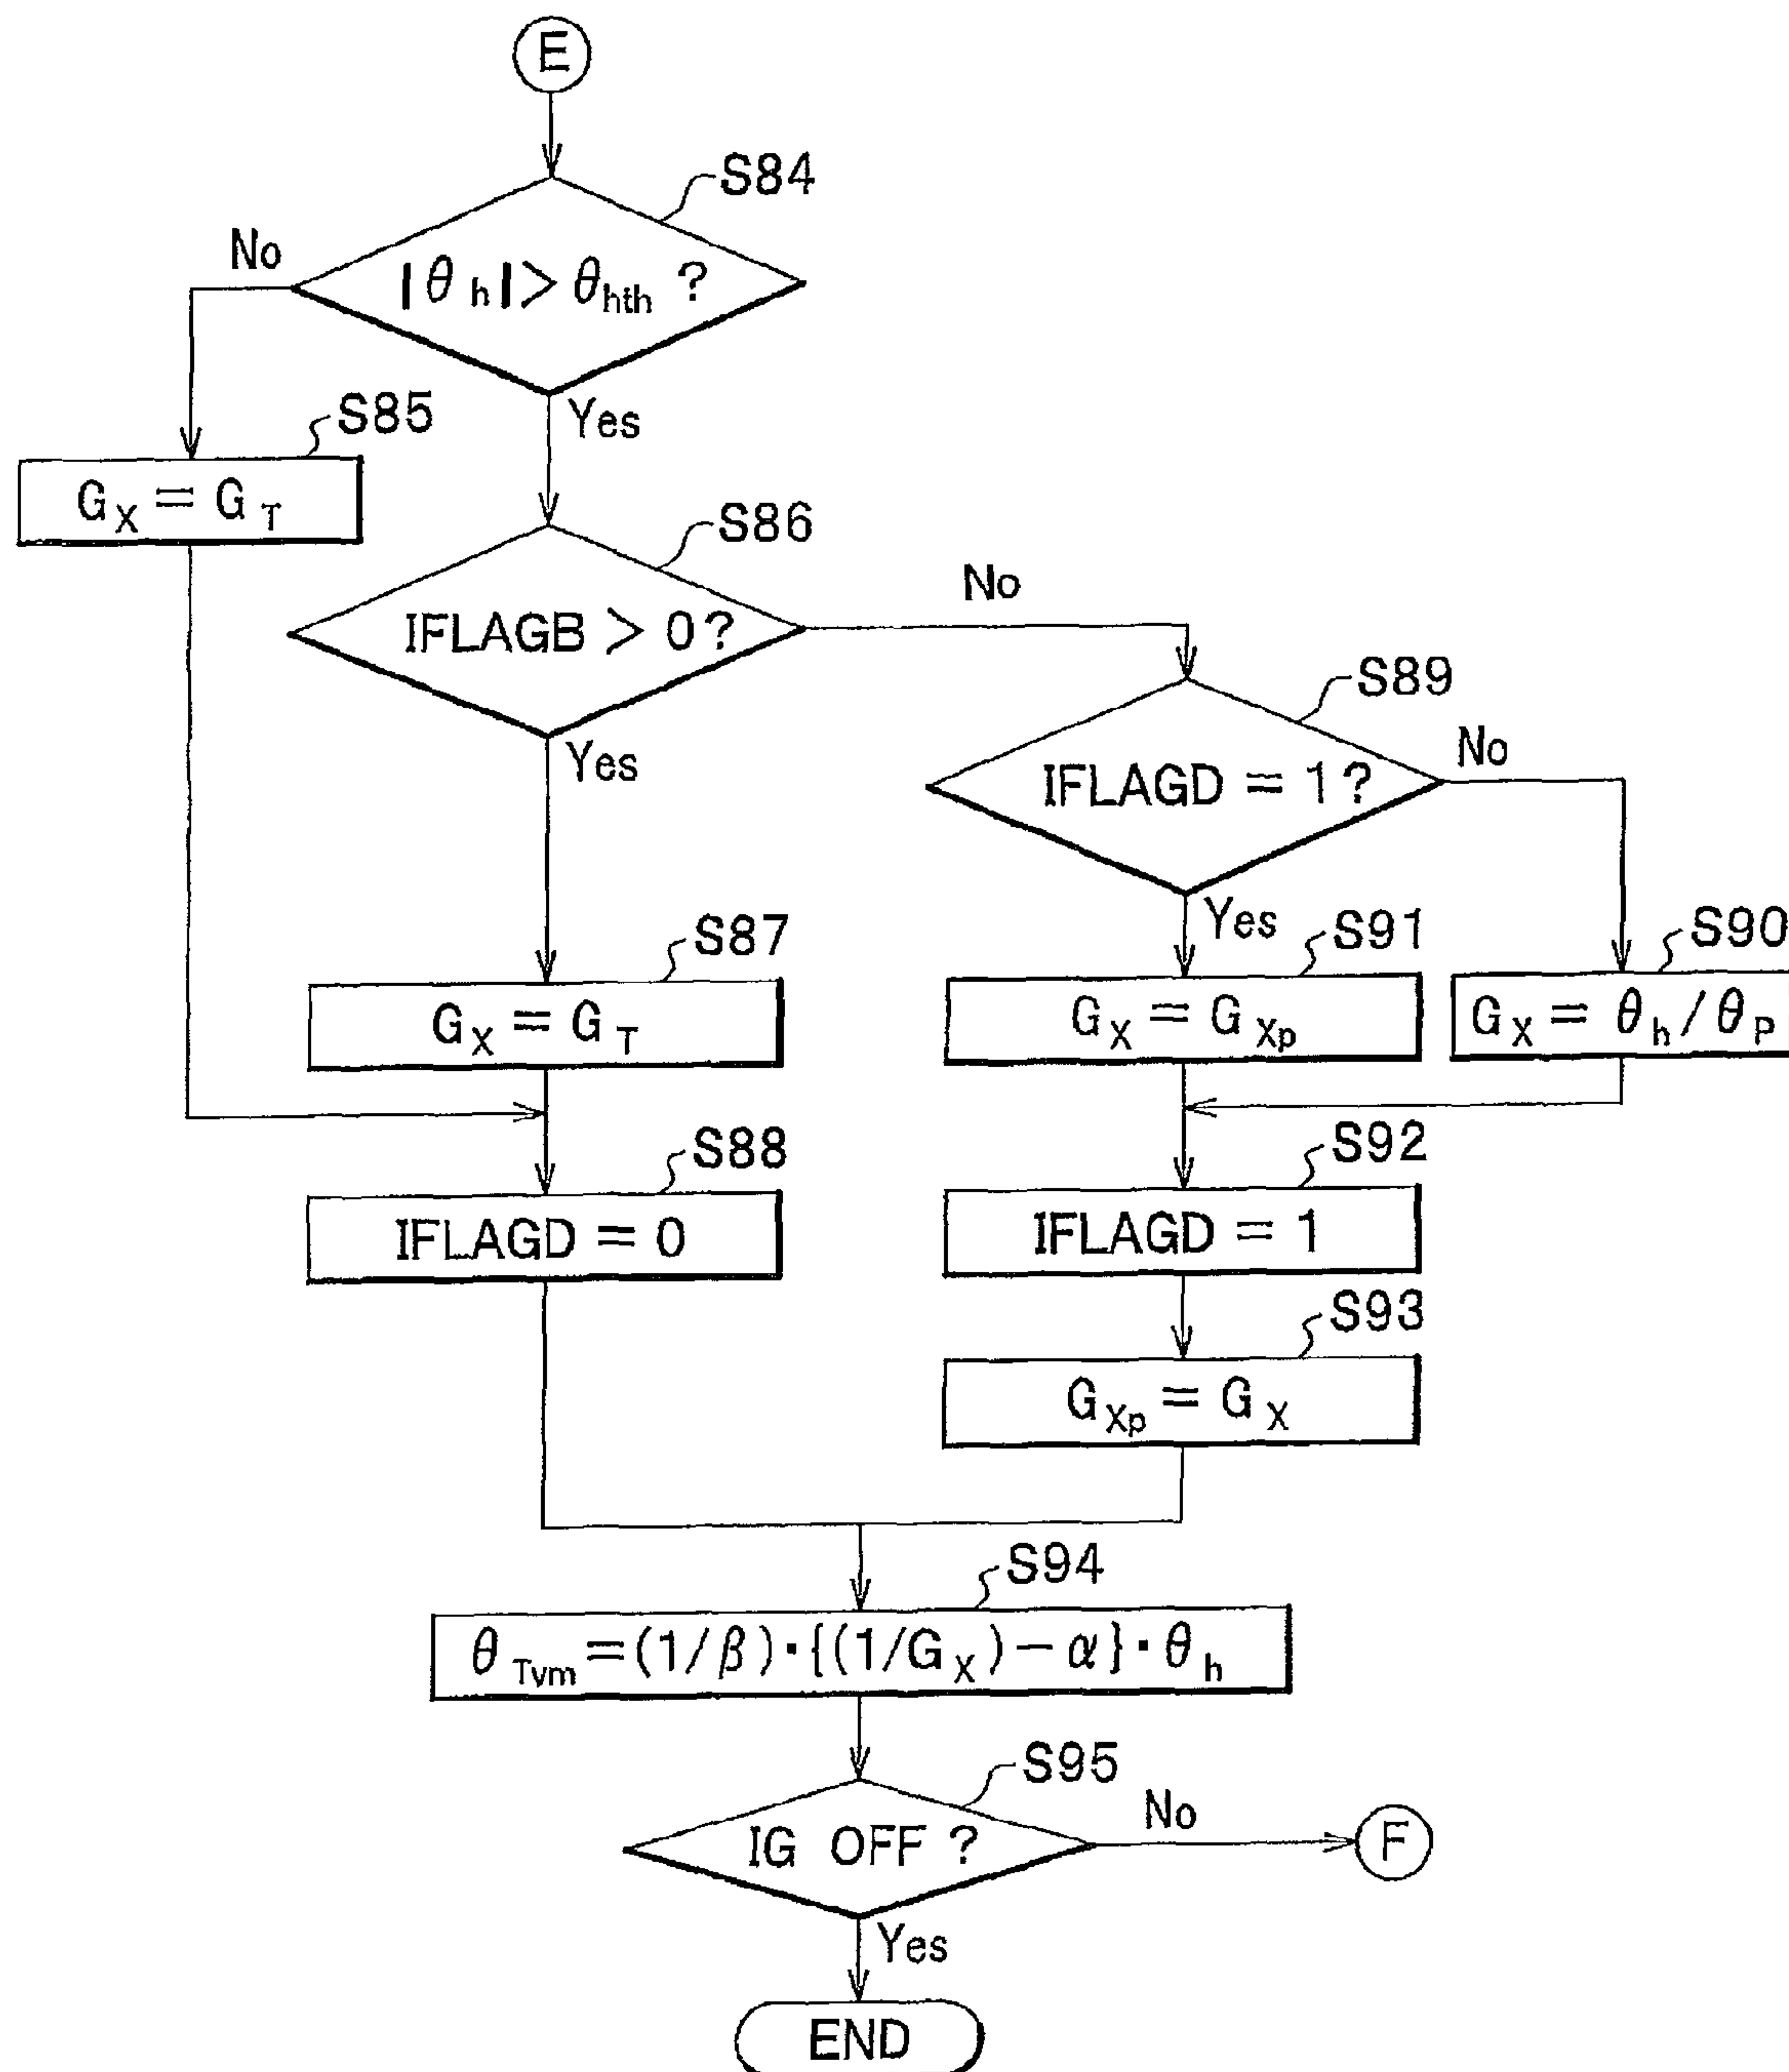 E
S84
No
|θh|> θhth ?
Yes
S85
GX = GT
S86
No
IFLAGB > 0?
Yes
S89
No
IFLAGD = 1?
Yes
S87
GX = GT
S91
GX = GXp
S90
GX = θh/θP
S88
IFLAGD = 0
S92
IFLAGD = 1
S93
GXp = GX
S94
θTvm=(1/β)·{(1/GX)-α}·θh
S95
No
IG OFF ?
F
Yes
END